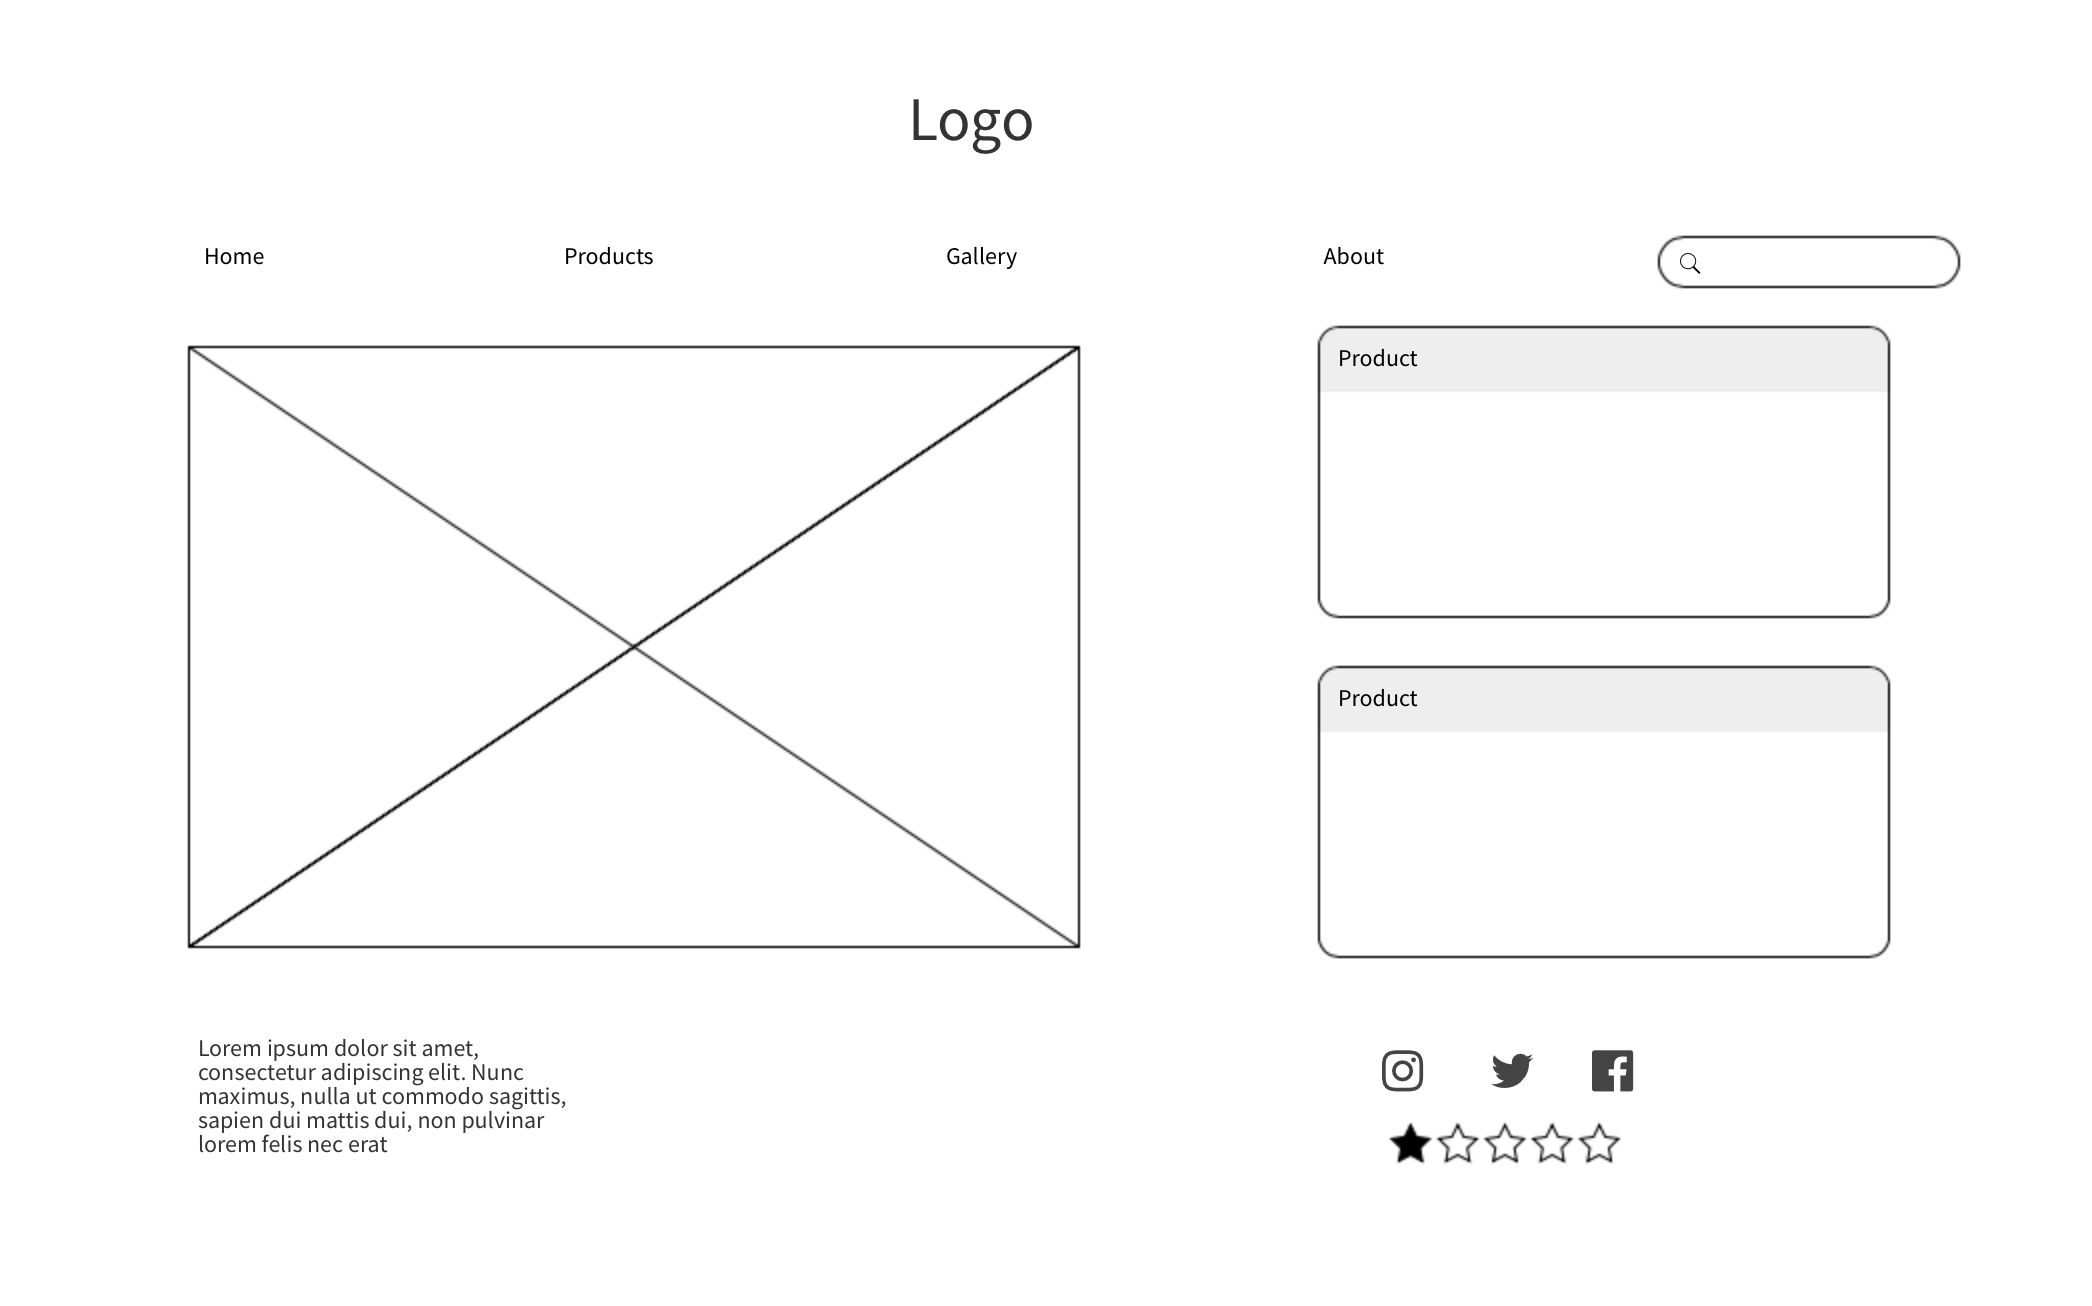 Logo
Home
Products
Gallery
About
Product
Product
Lorem ipsum dolor sit amet,
consectetur adipiscing elit. Nunc
maximus, nulla ut commodo sagittis,
sapien dui mattis dui, non pulvinar
lorem felis nec erat